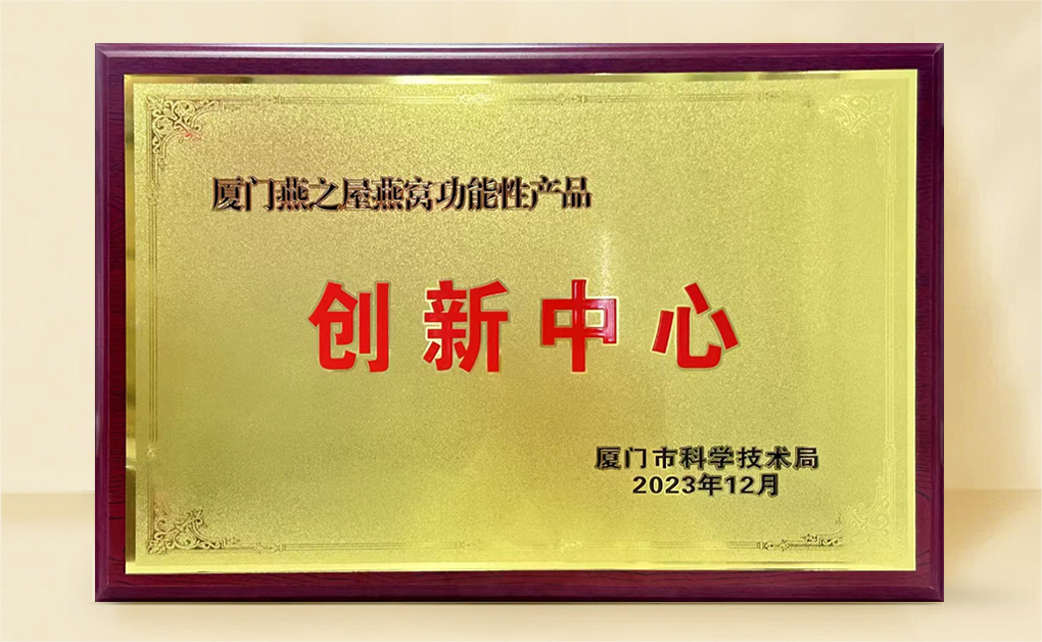 厦门燕之屋燕窝功能性产品
创新中心
厦门市科学技术局
2023年12月